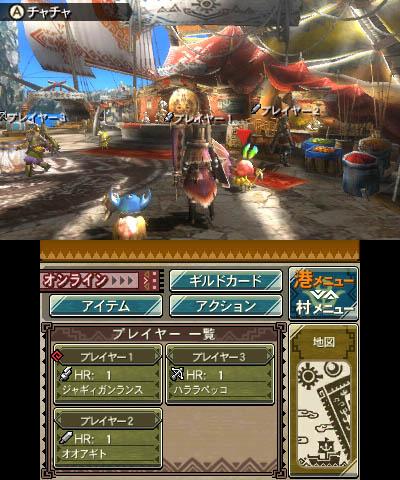 Ⓐチャチャ
プレイヤー3
プレイヤー1
プレイヤー2
オンライン
ギルドカード
港メニュー
アイテム
アクション
村メニュー
プレイヤー 一覧
地図
プレイヤー1
HR: 1
ジャギィガンランス
プレイヤー3
HR: 1
ハラペッコ
プレイヤー2
HR: 1
オオアギト